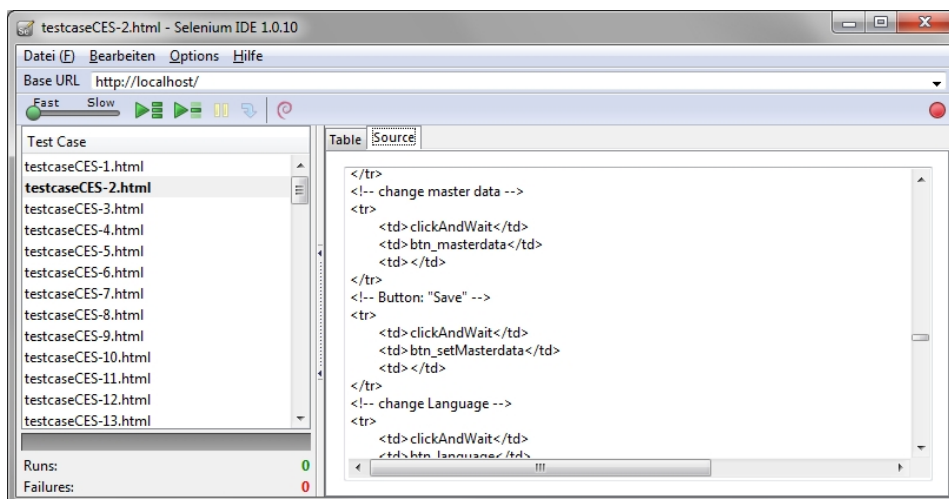 testcaseCES-2.html - Selenium IDE 1.0.10
Datei (F) Bearbeiten Options Hilfe
Base URL http://localhost/
Fast Slow
Test Case
testcaseCES-1.html
testcaseCES-2.html
testcaseCES-3.html
testcaseCES-4.html
testcaseCES-5.html
testcaseCES-6.html
testcaseCES-7.html
testcaseCES-8.html
testcaseCES-9.html
testcaseCES-10.html
testcaseCES-11.html
testcaseCES-12.html
testcaseCES-13.html
Runs: 0
Failures: 0
Table Source
</tr>
<!-- change master data -->
<tr>
<td>clickAndWait</td>
<td>btn_masterdata</td>
<td></td>
</tr>
<!-- Button: "Save" -->
<tr>
<td>clickAndWait</td>
<td>btn_setMasterdata</td>
<td></td>
</tr>
<!-- change Language -->
<tr>
<td>clickAndWait</td>
<td>btn_language</td>